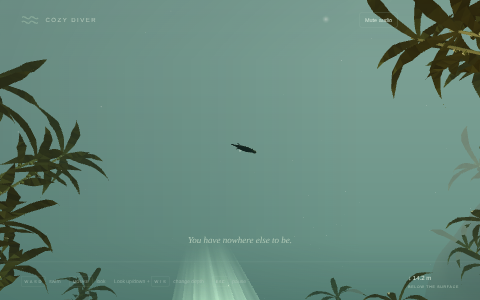 COZY DIVER
Mute audio
You have nowhere else to be.
14.2 m
BELOW THE SURFACE